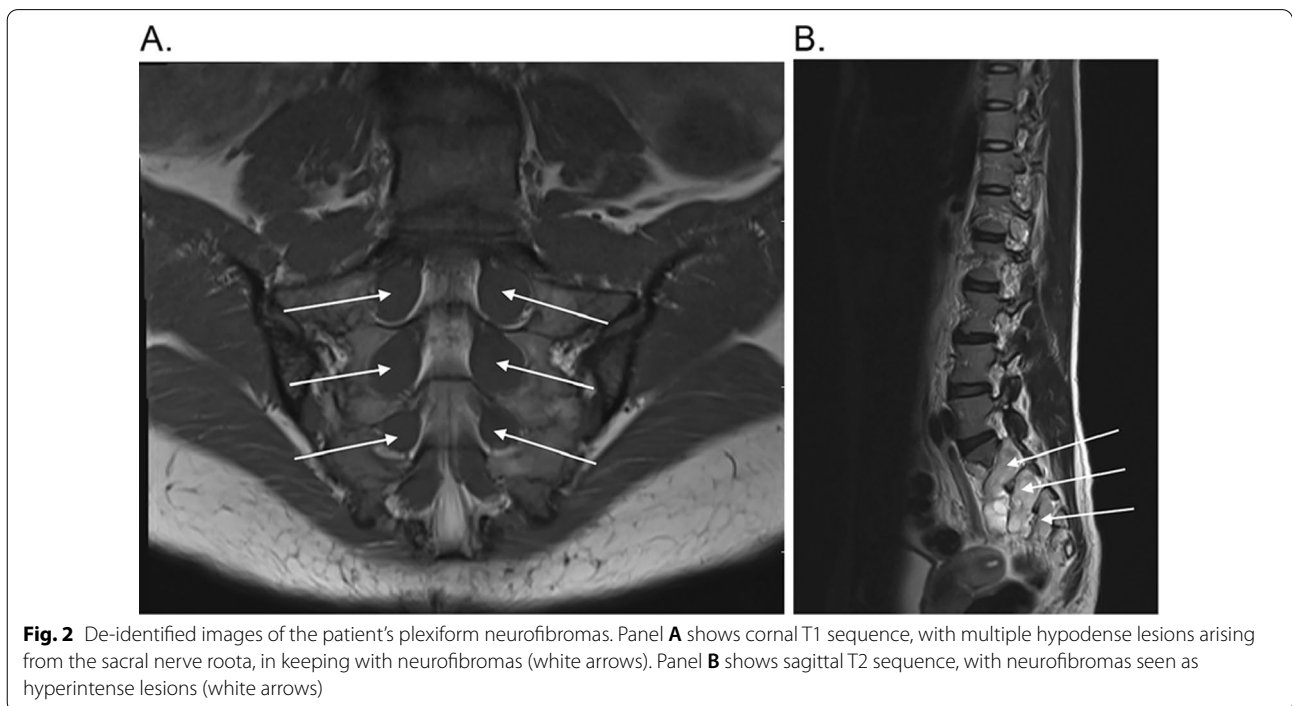 A.
B.
Fig. 2 De-identified images of the patient's plexiform neurofibromas. Panel A shows cornal T1 sequence, with multiple hypodense lesions arising
from the sacral nerve roota, in keeping with neurofibromas (white arrows). Panel B shows sagittal T2 sequence, with neurofibromas seen as
hyperintense lesions (white arrows)